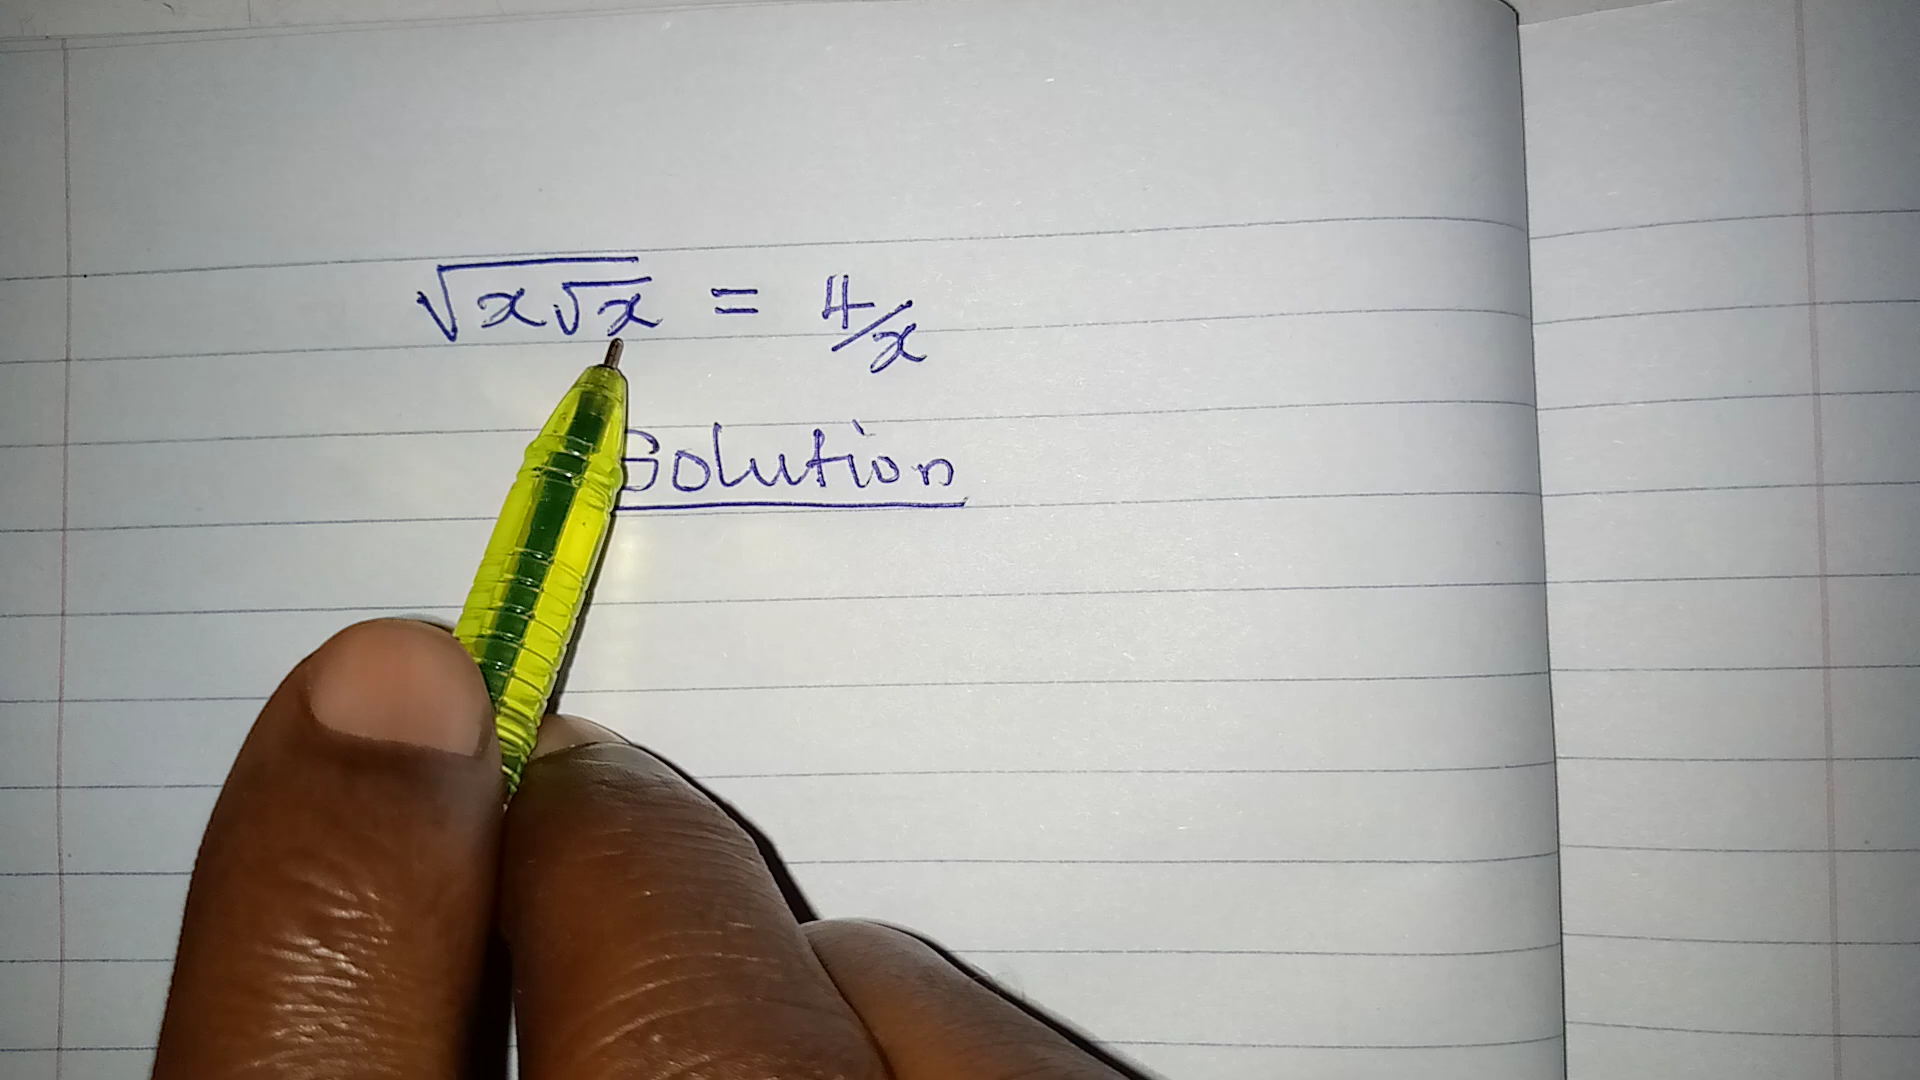 √x√x = 4/x
Solution